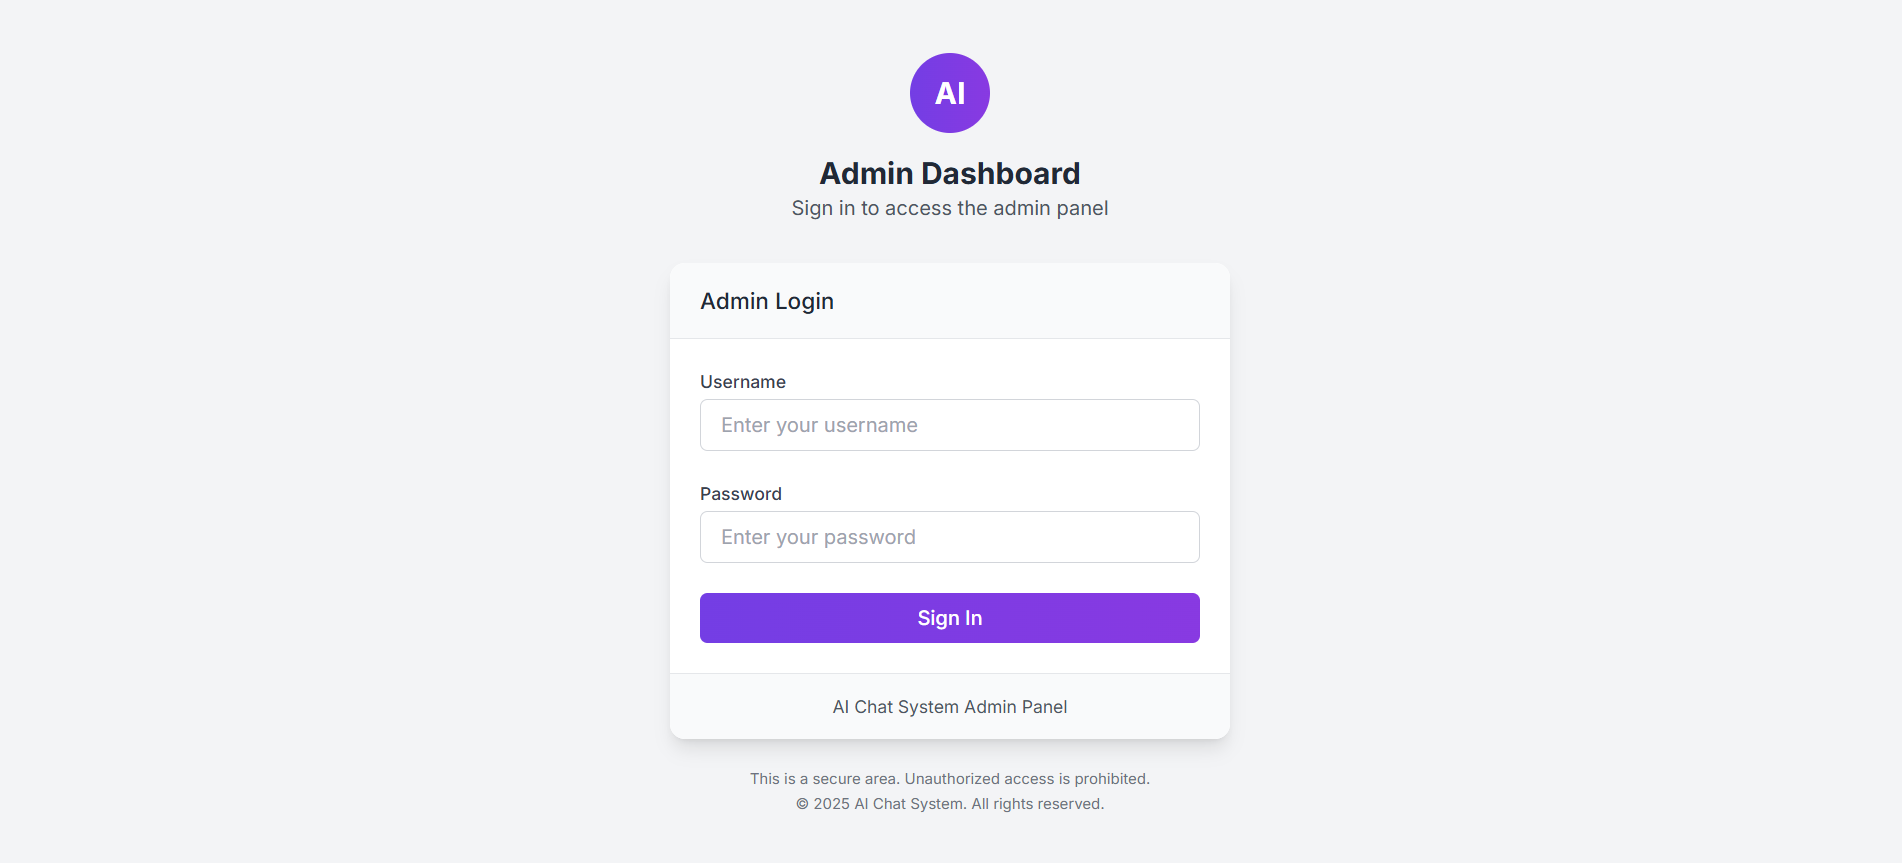 AI
Admin Dashboard
Sign in to access the admin panel
Admin Login
Username
Enter your username
Password
Enter your password
Sign In
AI Chat System Admin Panel
This is a secure area. Unauthorized access is prohibited.
© 2025 AI Chat System. All rights reserved.